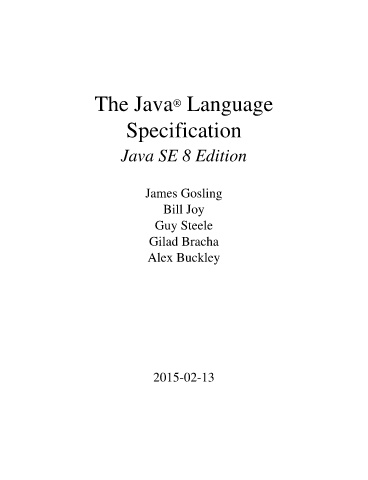 The Java® Language
Specification
Java SE 8 Edition
James Gosling
Bill Joy
Guy Steele
Gilad Bracha
Alex Buckley
2015-02-13